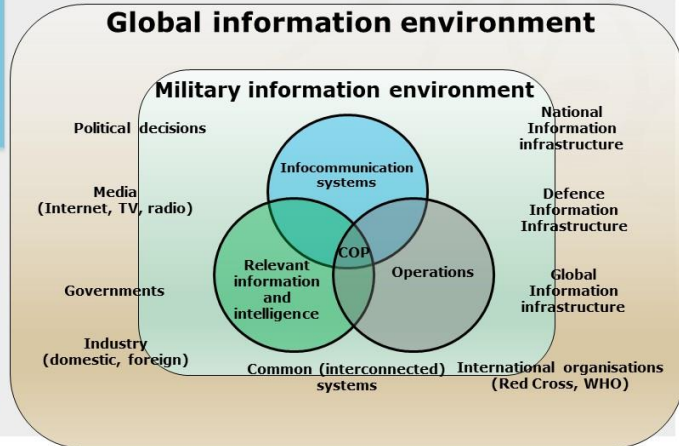 Global information environment
Military information environment
Political decisions
Media
(Internet, TV, radio)
Governments
Industry
(domestic, foreign)
Infocommunication
systems
COP
Relevant
information
and
intelligence
Operations
Common (interconnected)
systems
National
Information
infrastructure
Defence
Information
Infrastructure
Global
Information
infrastructure
International organisations
(Red Cross, WHO)